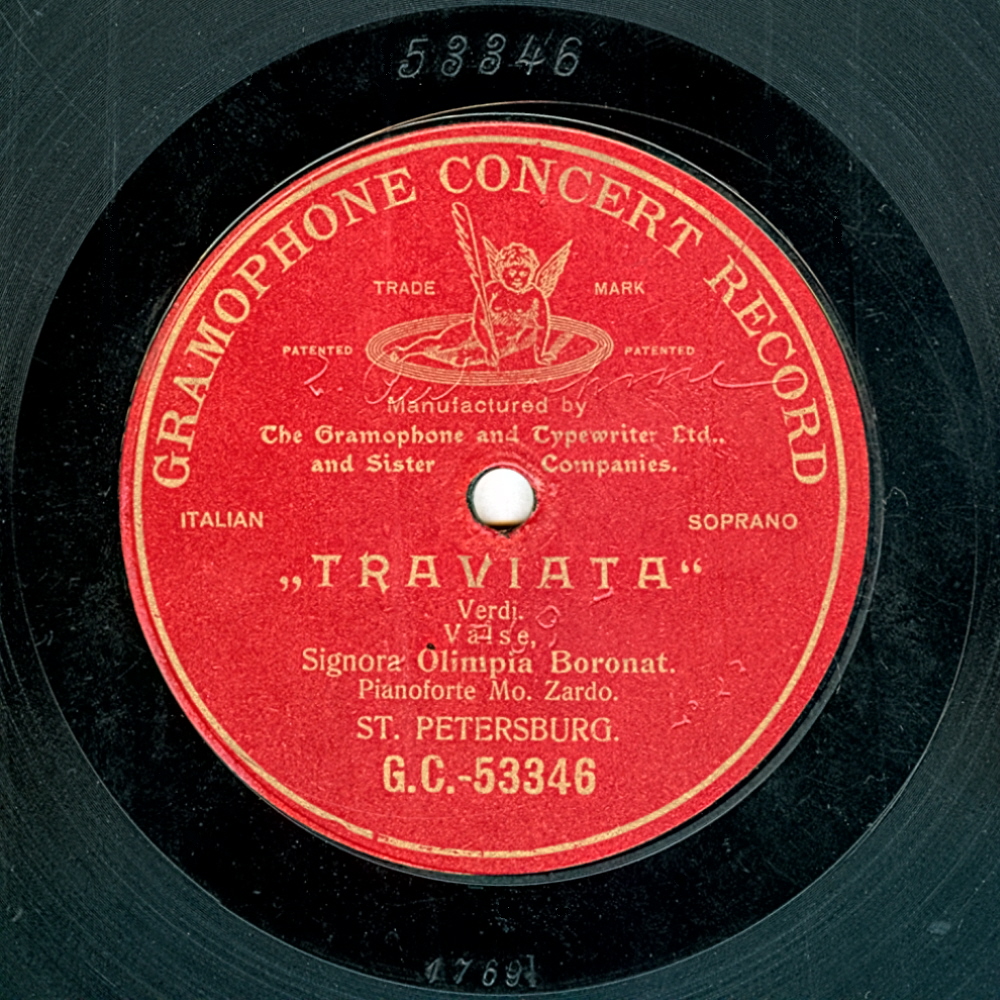 53346
GRAMOPHONE CONCERT RECORD
TRADE MARK
PATENTED PATENTED
Manufactured by
The Gramophone and Typewriter Ltd.,
and Sister Companies.
ITALIAN SOPRANO
„TRAVIATA“
Verdi.
Valse,
Signora Olimpia Boronat.
Pianoforte Mo. Zardo.
ST. PETERSBURG.
G.C.-53346